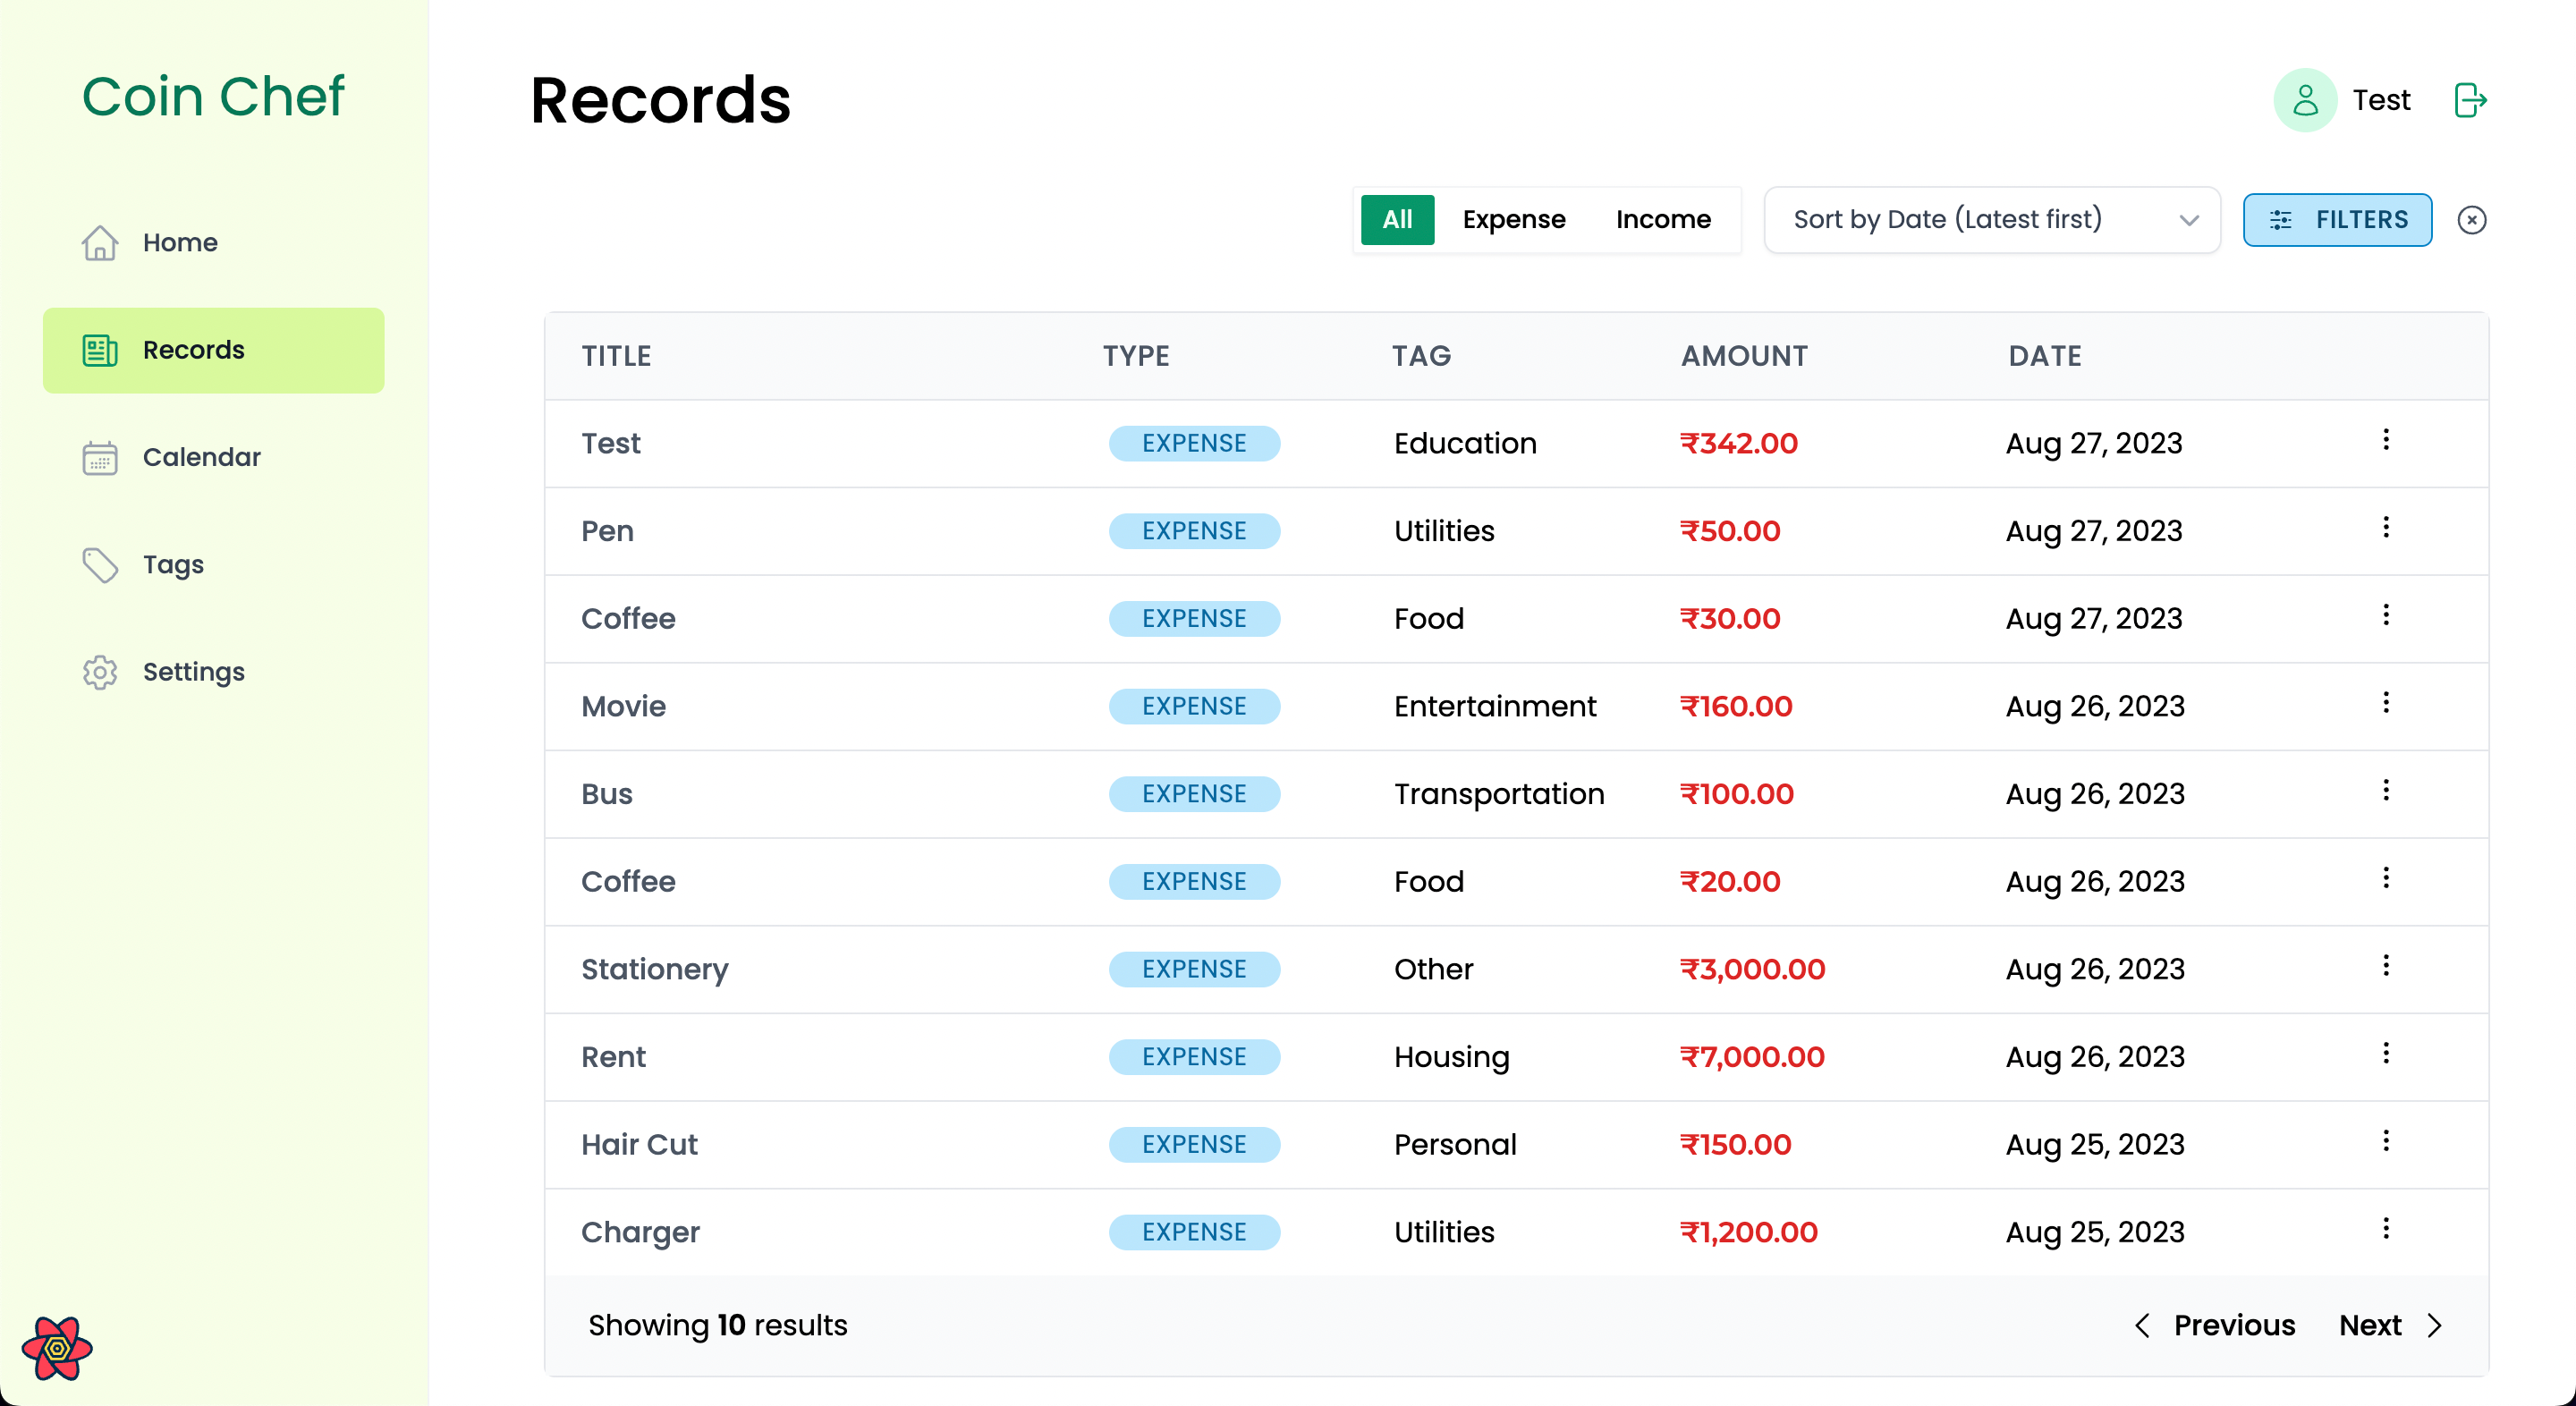 Coin Chef
Home
Records
Calendar
Tags
Settings
Records
Test
All Expense Income
Sort by Date (Latest first)
FILTERS
TITLE TYPE TAG AMOUNT DATE
Test EXPENSE Education ₹342.00 Aug 27, 2023
Pen EXPENSE Utilities ₹50.00 Aug 27, 2023
Coffee EXPENSE Food ₹30.00 Aug 27, 2023
Movie EXPENSE Entertainment ₹160.00 Aug 26, 2023
Bus EXPENSE Transportation ₹100.00 Aug 26, 2023
Coffee EXPENSE Food ₹20.00 Aug 26, 2023
Stationery EXPENSE Other ₹3,000.00 Aug 26, 2023
Rent EXPENSE Housing ₹7,000.00 Aug 26, 2023
Hair Cut EXPENSE Personal ₹150.00 Aug 25, 2023
Charger EXPENSE Utilities ₹1,200.00 Aug 25, 2023
Showing 10 results
Previous Next